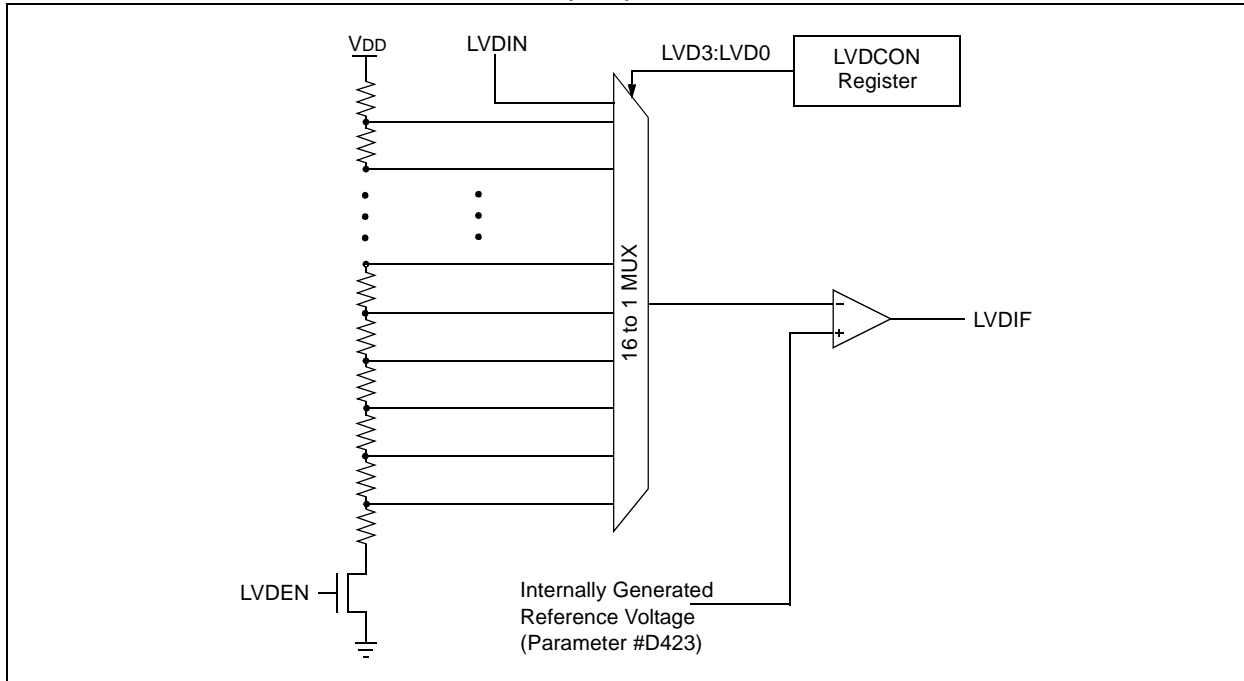 VDD
LVDIN
LVD3:LVD0
LVDCON
Register
16 to 1 MUX
LVDIF
LVDEN
Internally Generated
Reference Voltage
(Parameter #D423)